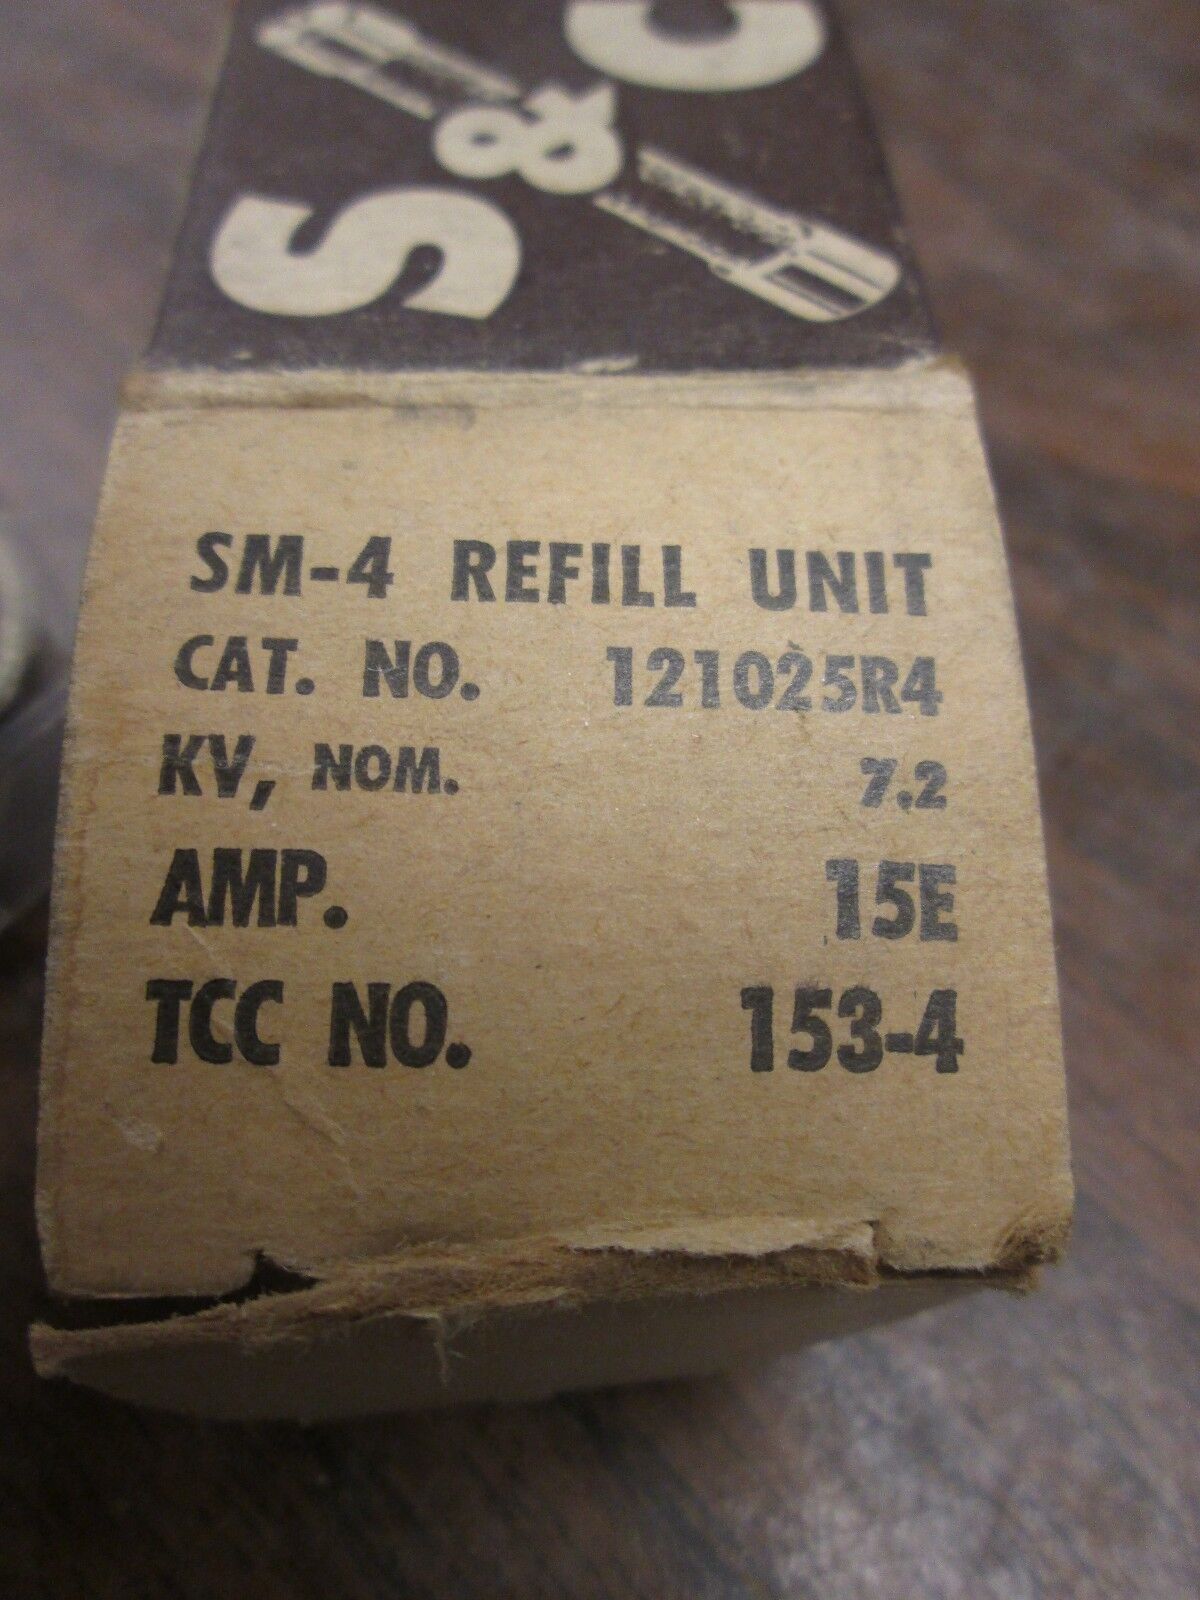 S&C
SM-4 REFILL UNIT
CAT. NO. 121025R4
KV, NOM. 7.2
AMP. 15E
TCC NO. 153-4